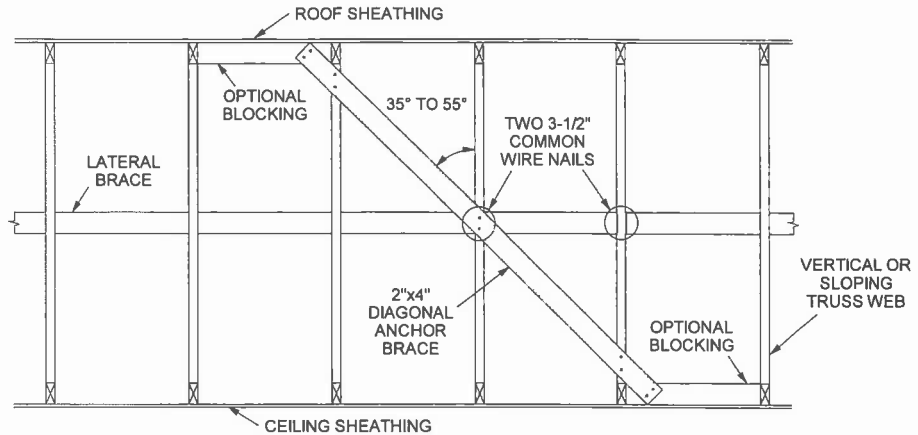 ROOF SHEATHING
OPTIONAL
BLOCKING
35° TO 55°
TWO 3-1/2"
COMMON
WIRE NAILS
LATERAL
BRACE
2"x4"
DIAGONAL
ANCHOR
BRACE
VERTICAL OR
SLOPING
TRUSS WEB
OPTIONAL
BLOCKING
CEILING SHEATHING